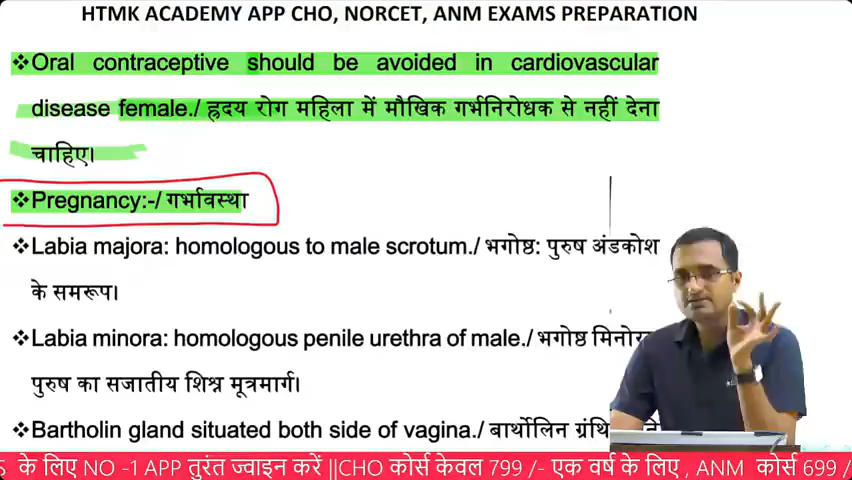 HTMK ACADEMY APP CHO, NORCET, ANM EXAMS PREPARATION
❖Oral contraceptive should be avoided in cardiovascular
disease female./ ह्रदय रोग महिला में मौखिक गर्भनिरोधक से नहीं देना
चाहिए।
❖Pregnancy:-/ गर्भावस्था
❖Labia majora: homologous to male scrotum./ भगोष्ठ: पुरुष अंडकोश
के समरूप।
❖Labia minora: homologous penile urethra of male./ भगोष्ठ
पुरुष का सजातीय शिश्न मूत्रमार्ग।
❖Bartholin gland situated both side of vagina./ बार्थोलिन ग्रंथि
के लिए NO -1 APP तुरंत ज्वाइन करें ||CHO कोर्स केवल 799 /- एक वर्ष के लिए , ANM कोर्स 699 /